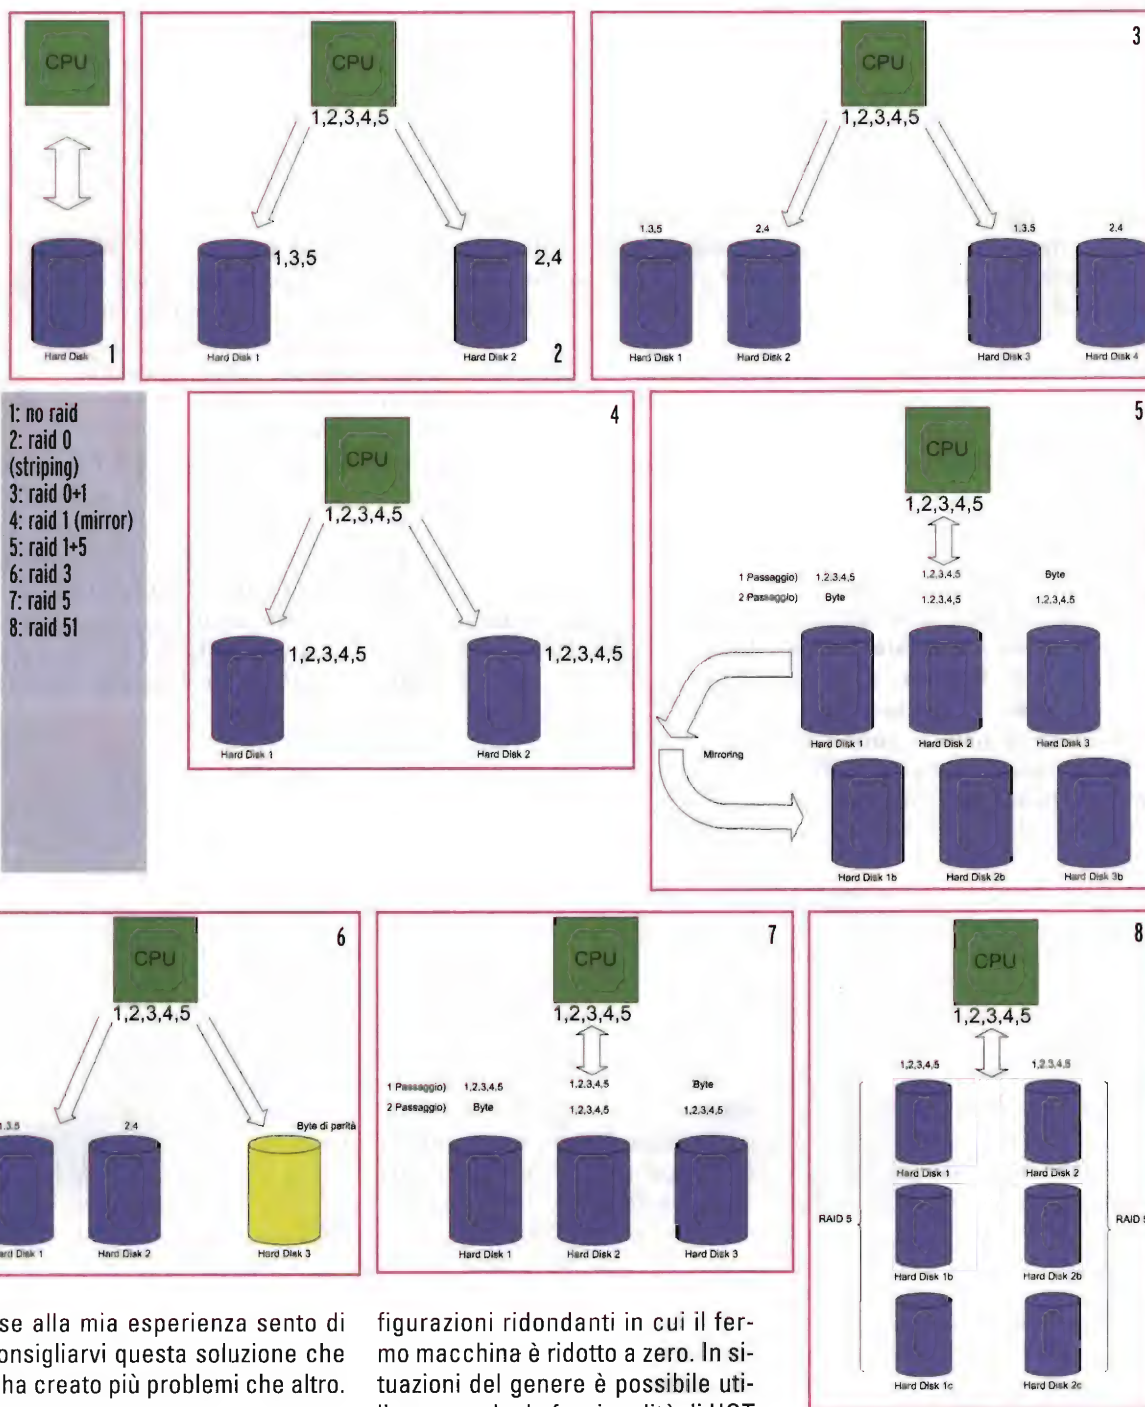 CPU
Hard Disk
1
CPU
1,2,3,4,5
1,3,5
2,4
Hard Disk 1
Hard Disk 2
2
3
CPU
1,2,3,4,5
1,3,5
2,4
1,3,5
2,4
Hard Disk 1
Hard Disk 2
Hard Disk 3
Hard Disk 4
1: no raid
2: raid 0
(striping)
3: raid 0+1
4: raid 1 (mirror)
5: raid 1+5
6: raid 3
7: raid 5
8: raid 51
4
CPU
1,2,3,4,5
1,2,3,4,5
1,2,3,4,5
Hard Disk 1
Hard Disk 2
5
CPU
1,2,3,4,5
1 Passaggio) 1,2,3,4,5 1,2,3,4,5 Byte
2 Passaggio) Byte 1,2,3,4,5 1,2,3,4,5
Hard Disk 1
Hard Disk 2
Hard Disk 3
Mirroring
Hard Disk 1b
Hard Disk 2b
Hard Disk 3b
6
CPU
1,2,3,4,5
1,3,5
2,4
Byte di parità
ard Disk 1
Hard Disk 2
Hard Disk 3
7
CPU
1,2,3,4,5
1 Passaggio) 1,2,3,4,5 1,2,3,4,5 Byte
2 Passaggio) Byte 1,2,3,4,5 1,2,3,4,5
Hard Disk 1
Hard Disk 2
Hard Disk 3
8
CPU
1,2,3,4,5
1,2,3,4,5
1,2,3,4,5
Hard Disk 1
Hard Disk 2
RAID 5
RAID 5
Hard Disk 1b
Hard Disk 2b
Hard Disk 1c
Hard Disk 2c
se alla mia esperienza sento di
onsigliarvi questa soluzione che
ha creato più problemi che altro.
figurazioni ridondanti in cui il fer-
mo macchina è ridotto a zero. In si-
tuazioni del genere è possibile uti-